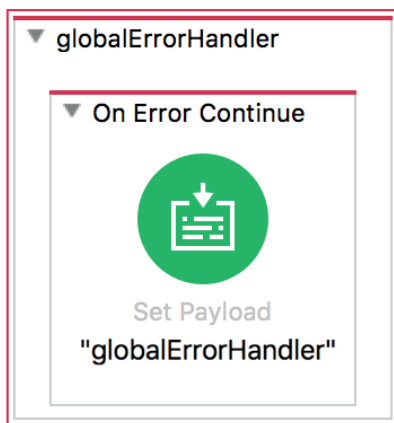 globalErrorHandler
On Error Continue
Set Payload
"globalErrorHandler"